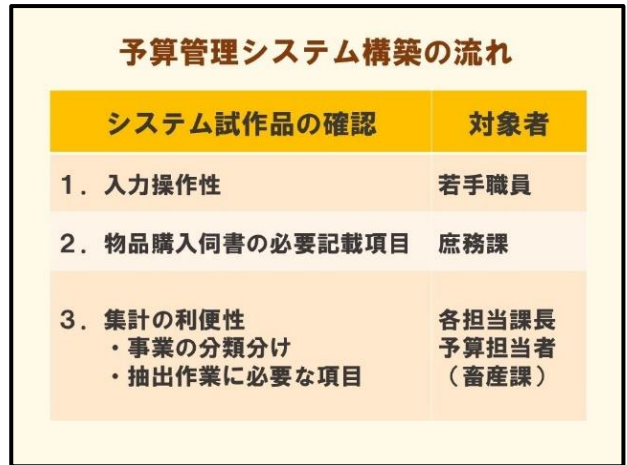 予算管理システム構築の流れ
システム試作品の確認 対象者
1．入力操作性 若手職員
2．物品購入伺書の必要記載項目 庶務課
3．集計の利便性 各担当課長
・事業の分類分け 予算担当者
・抽出作業に必要な項目 （畜産課）